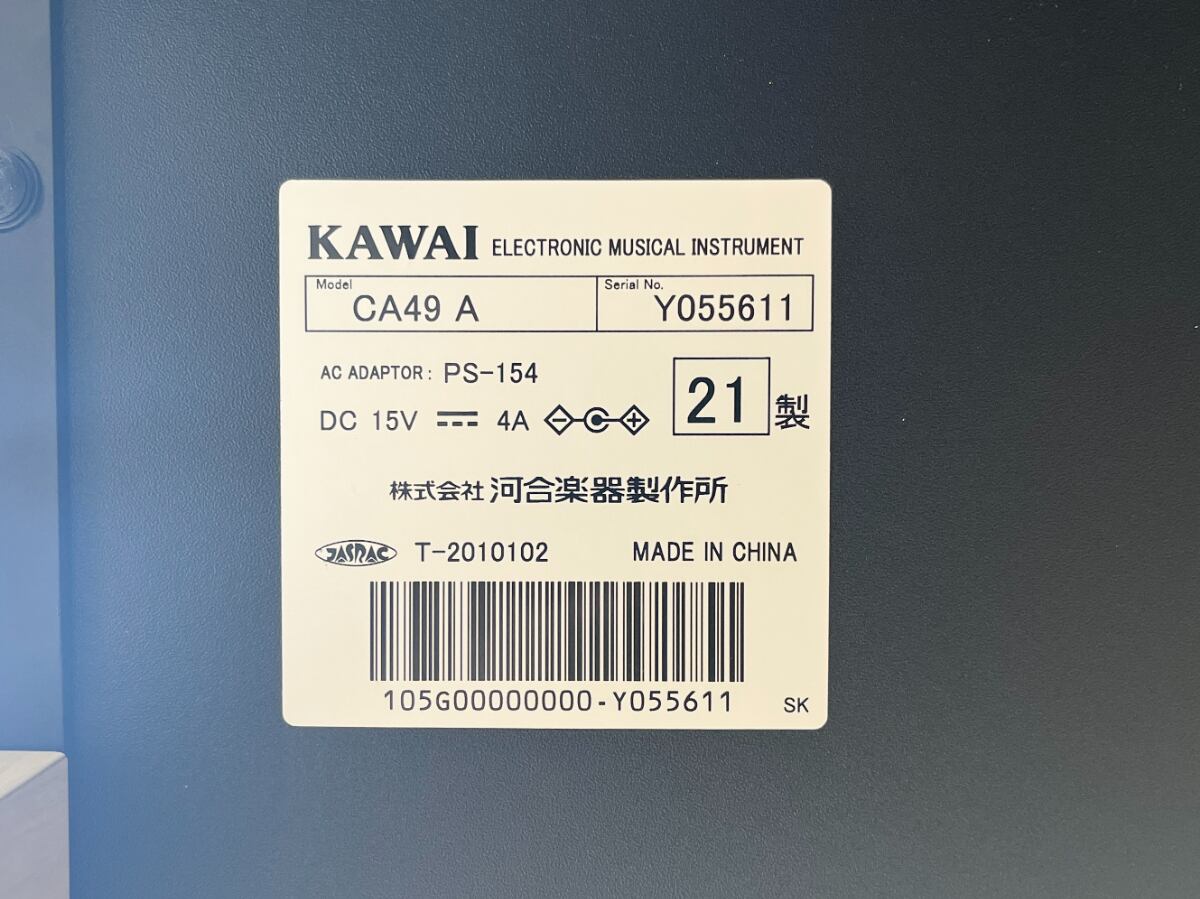 KAWAI ELECTRONIC MUSICAL INSTRUMENT
Model CA49 A Serial No. Y055611
AC ADAPTOR : PS-154
DC 15V 4A 21 製
株式会社 河合楽器製作所
JASRAC T-2010102 MADE IN CHINA
105G00000000-Y055611 SK